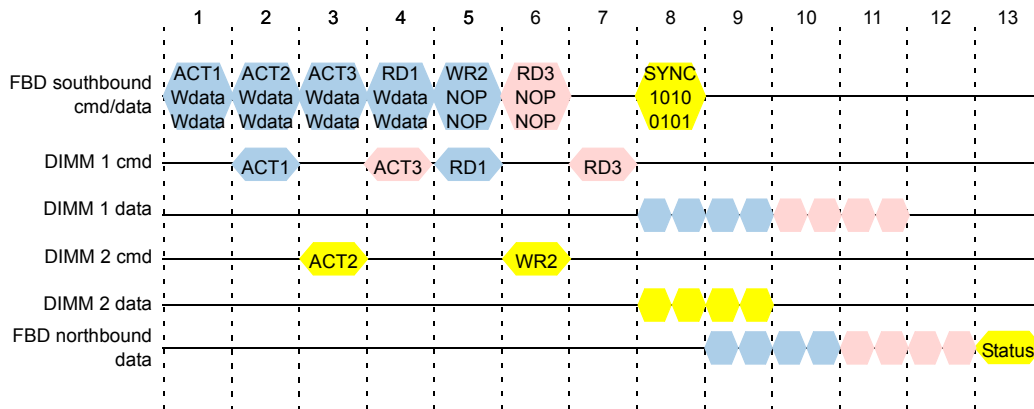 1 2 3 4 5 6 7 8 9 10 11 12 13
FBD southbound
cmd/data
ACT1 ACT2 ACT3 RD1 WR2 RD3 SYNC
Wdata Wdata Wdata Wdata NOP NOP 1010
Wdata Wdata Wdata Wdata NOP NOP 0101
DIMM 1 cmd
ACT1 ACT3 RD1 RD3
DIMM 1 data
DIMM 2 cmd
ACT2 WR2
DIMM 2 data
FBD northbound
data
Status